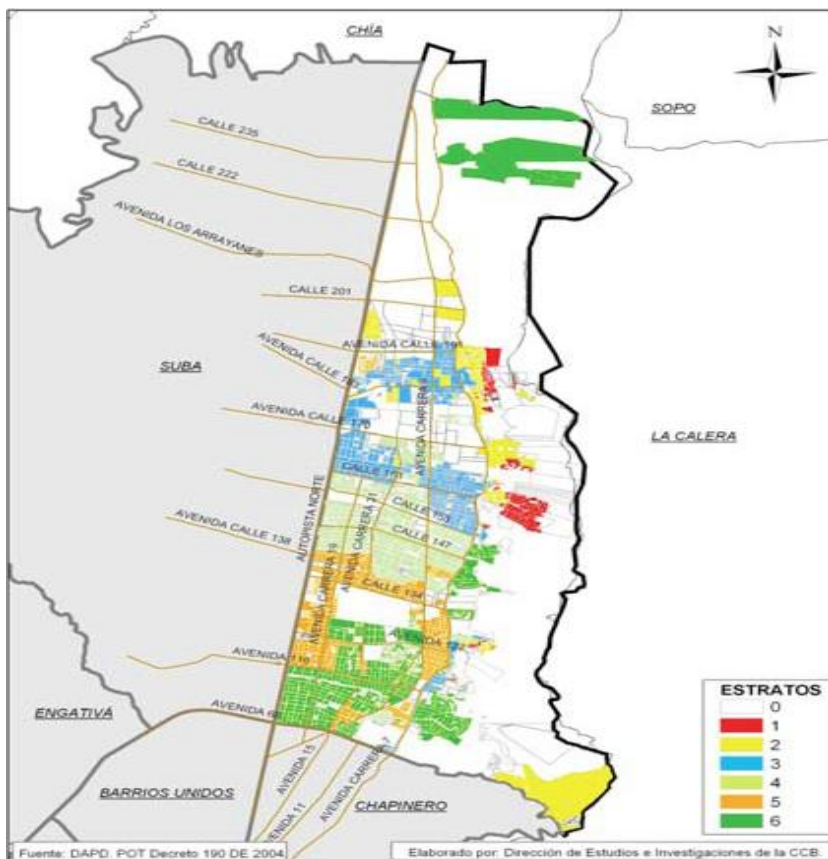 CHÍA
N
SOPO
CALLE 235
CALLE 222
AVENIDA LOS ARRAYANES
CALLE 201
AVENIDA CALLE 19
AVENIDA CALLE
SUBA
AVENIDA CALLE 170
AVENIDA CARRERA
LA CALERA
CALLE 161
CALLE 153
AUTOPISTA NORTE
AVENIDA CARRERA 21
CALLE 147
AVENIDA CALLE 138
AVENIDA CARRERA 19
CALLE 134
AVENIDA
AVENIDA 116
ENGATIVÁ
AVENIDA 68
BARRIOS UNIDOS
AVENIDA 15
AVENIDA 11
AVENIDA CARRERA 7
CHAPINERO
ESTRATOS
0
1
2
3
4
5
6
Fuente: DAPD. POT Decreto 190 DE 2004
Elaborado por: Dirección de Estudios e Investigaciones de la CCB.